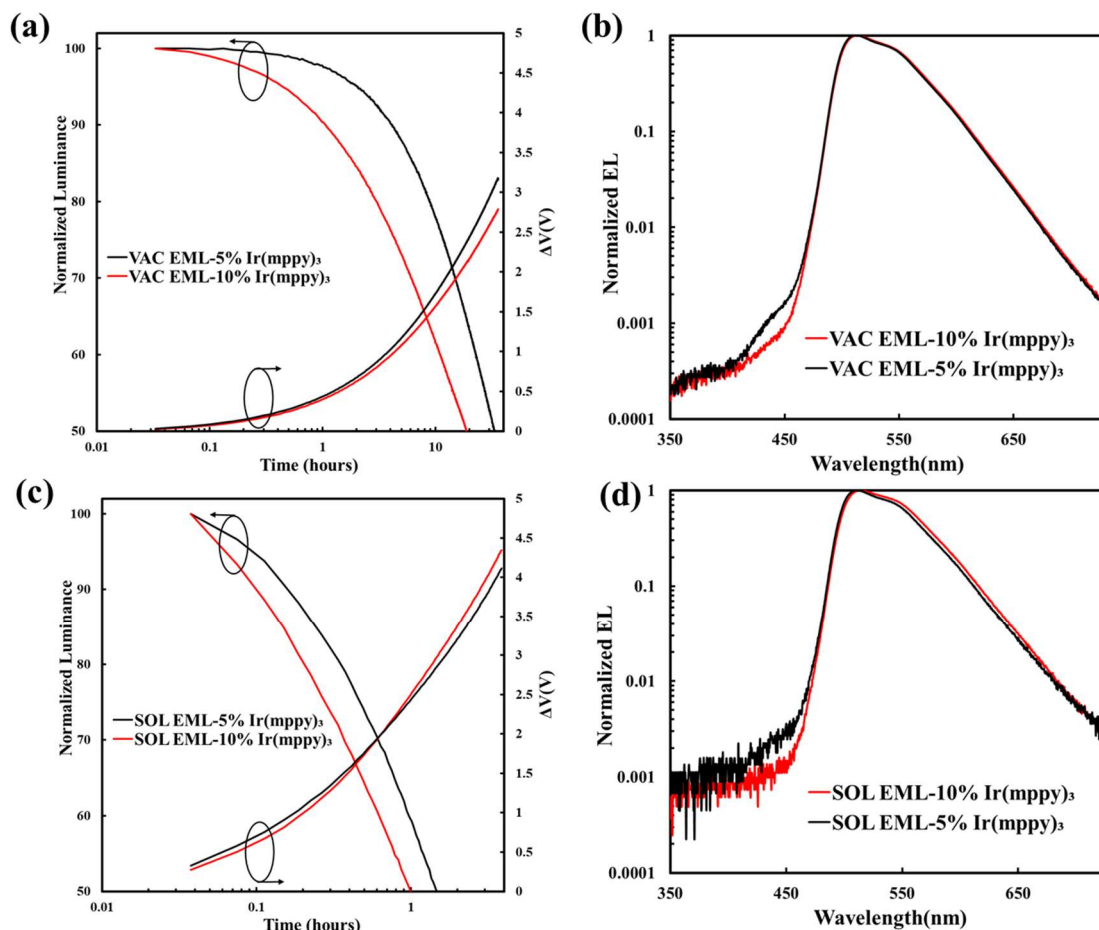 (a)
Normalized Luminance
100
90
80
70
60
50
5
4.5
4
3.5
3
2.5
2
1.5
1
0.5
0
ΔV(V)
VAC EML-5% Ir(mppy)₃
VAC EML-10% Ir(mppy)₃
0.01
0.1
1
10
Time (hours)
(b)
Normalized EL
1
0.1
0.01
0.001
0.0001
VAC EML-10% Ir(mppy)₃
VAC EML-5% Ir(mppy)₃
350
450
550
650
Wavelength(nm)
(c)
Normalized Luminance
100
90
80
70
60
50
5
4.5
4
3.5
3
2.5
2
1.5
1
0.5
0
ΔV(V)
SOL EML-5% Ir(mppy)₃
SOL EML-10% Ir(mppy)₃
0.01
0.1
1
Time (hours)
(d)
Normalized EL
1
0.1
0.01
0.001
0.0001
SOL EML-10% Ir(mppy)₃
SOL EML-5% Ir(mppy)₃
350
450
550
650
Wavelength(nm)